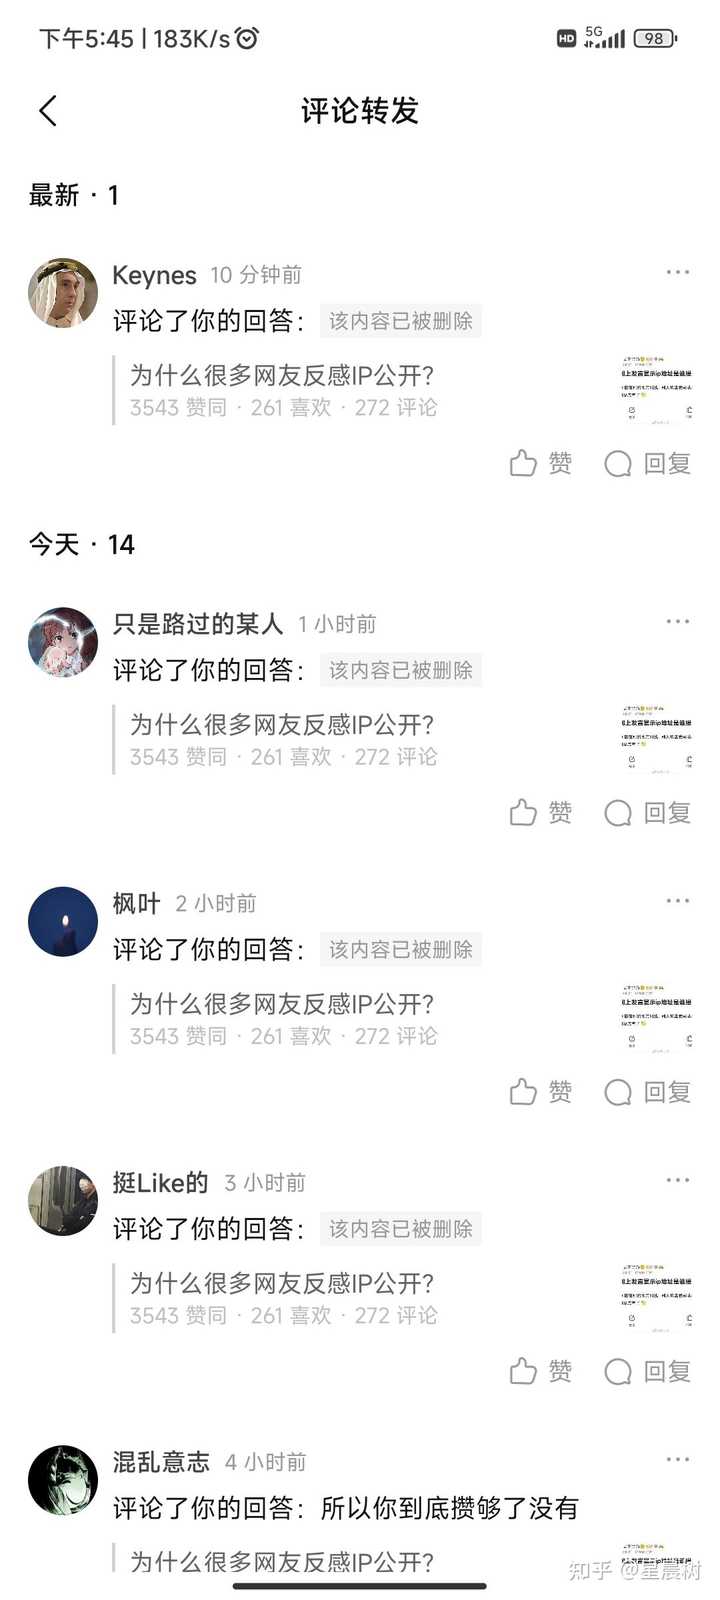 下午5:45 | 183K/s
HD 5G 98
评论转发
最新 · 1
Keynes 10 分钟前
评论了你的回答： 该内容已被删除
为什么很多网友反感IP公开?
3543 赞同 · 261 喜欢 · 272 评论
赞 回复
今天 · 14
只是路过的某人 1 小时前
评论了你的回答： 该内容已被删除
为什么很多网友反感IP公开?
3543 赞同 · 261 喜欢 · 272 评论
赞 回复
枫叶 2 小时前
评论了你的回答： 该内容已被删除
为什么很多网友反感IP公开?
3543 赞同 · 261 喜欢 · 272 评论
赞 回复
挺Like的 3 小时前
评论了你的回答： 该内容已被删除
为什么很多网友反感IP公开?
3543 赞同 · 261 喜欢 · 272 评论
赞 回复
混乱意志 4 小时前
评论了你的回答：所以你到底攒够了没有
为什么很多网友反感IP公开?
知乎 @星晨树